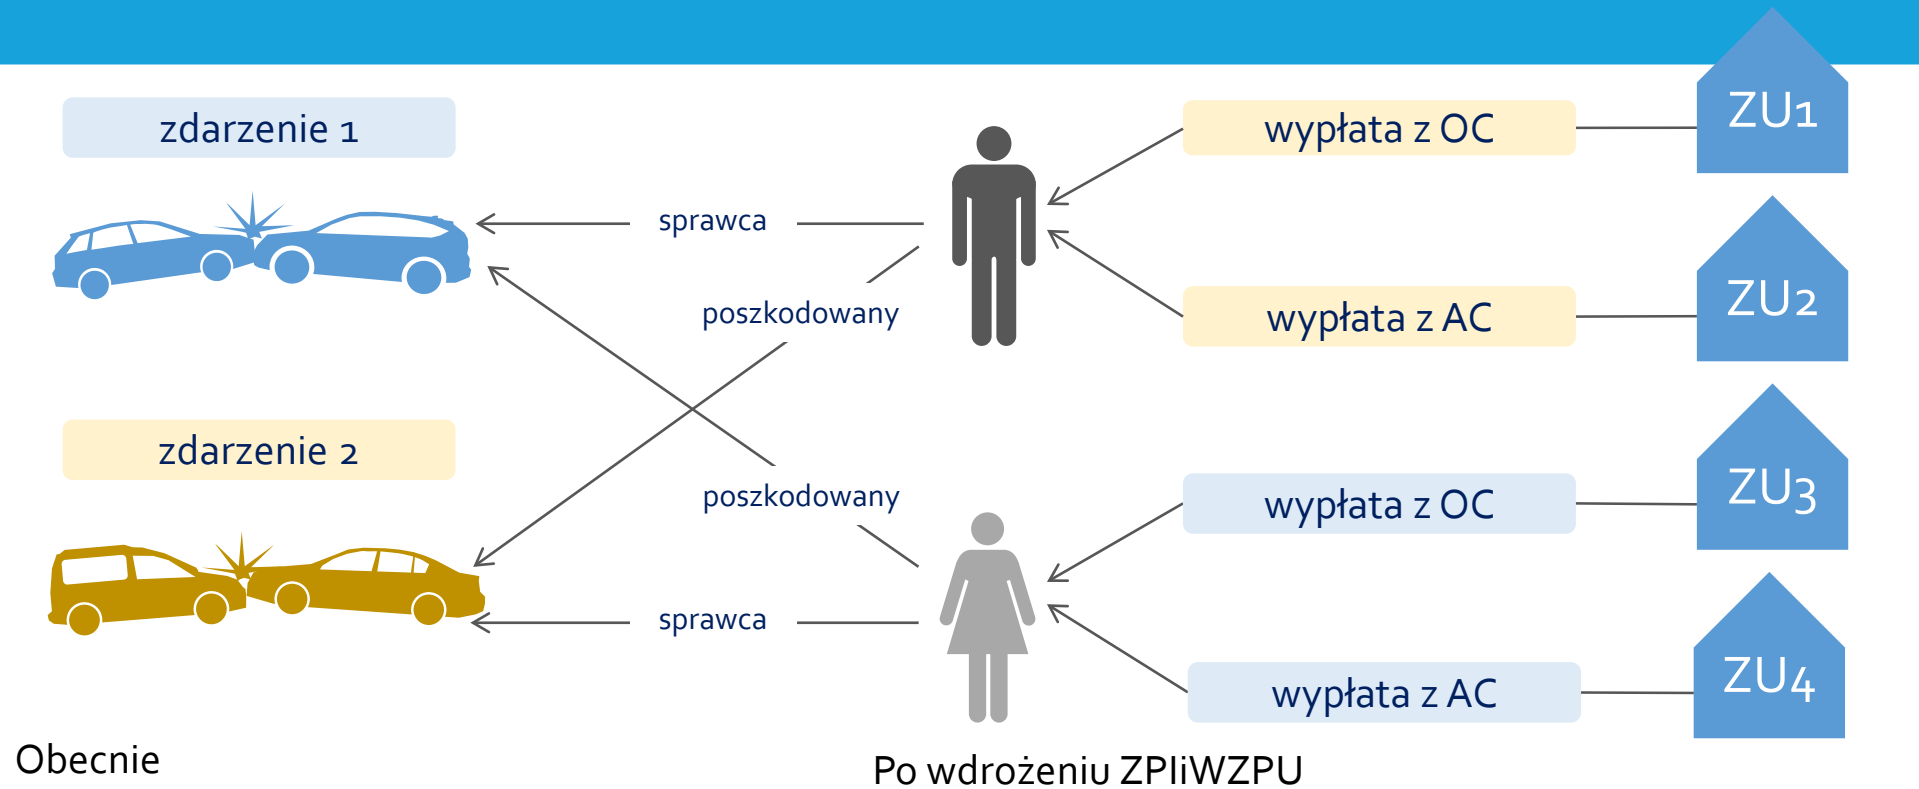 zdarzenie 1
wypłata z OC
ZU1
sprawca
poszkodowany
wypłata z AC
ZU2
zdarzenie 2
poszkodowany
wypłata z OC
ZU3
sprawca
wypłata z AC
ZU4
Obecnie
Po wdrożeniu ZPIiWZPU